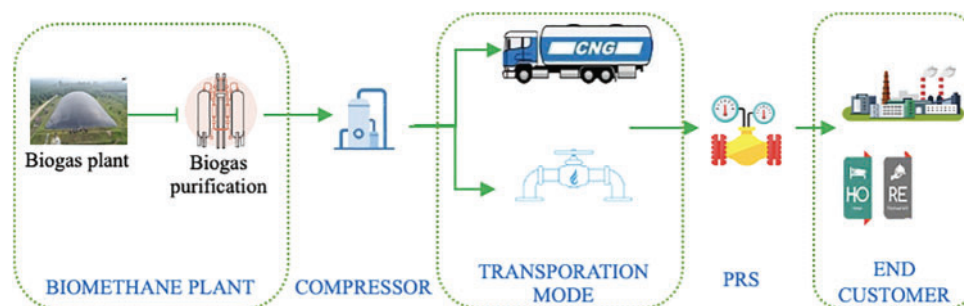 CNG
Biogas plant
Biogas
purification
HO
RE
BIOMETHANE PLANT
COMPRESSOR
TRANSPORATION
MODE
PRS
END
CUSTOMER